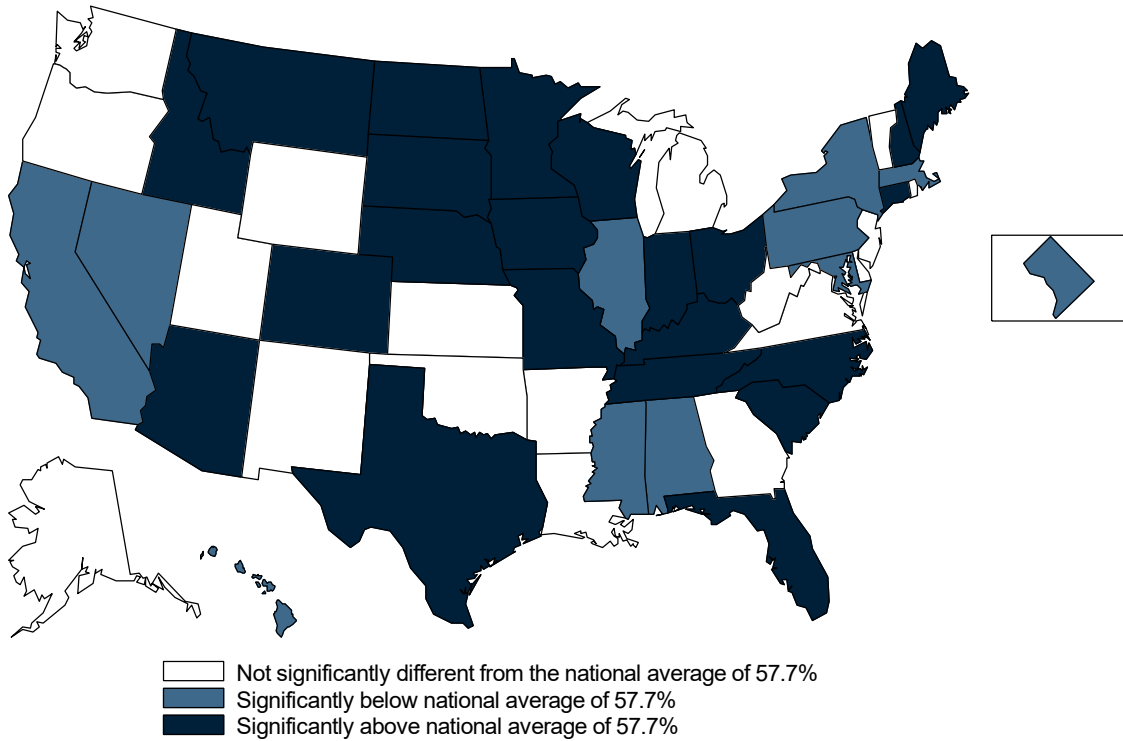 Not significantly different from the national average of 57.7%
Significantly below national average of 57.7%
Significantly above national average of 57.7%